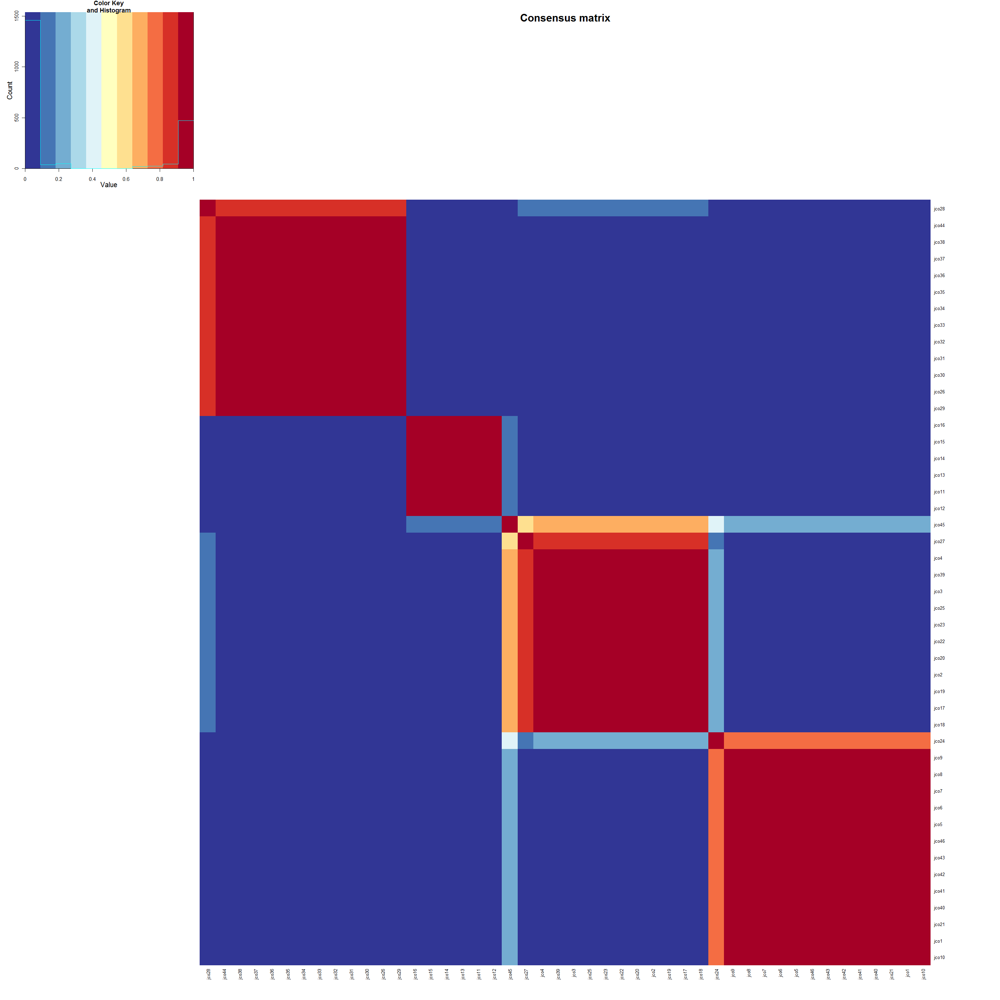 Color Key
and Histogram
Consensus matrix
Count
0
500
1000
1500
0 0.2 0.4 0.6 0.8 1
Value
jco28
jco44
jco38
jco37
jco36
jco35
jco34
jco33
jco32
jco31
jco30
jco26
jco29
jco16
jco15
jco14
jco13
jco11
jco12
jco45
jco27
jco4
jco39
jco3
jco25
jco23
jco22
jco20
jco2
jco19
jco17
jco18
jco24
jco9
jco8
jco7
jco6
jco5
jco46
jco43
jco42
jco41
jco40
jco21
jco1
jco10
jco28
jco44
jco38
jco37
jco36
jco35
jco34
jco33
jco32
jco31
jco30
jco26
jco29
jco16
jco15
jco14
jco13
jco11
jco12
jco45
jco27
jco4
jco39
jco3
jco25
jco23
jco22
jco20
jco2
jco19
jco17
jco18
jco24
jco9
jco8
jco7
jco6
jco5
jco46
jco43
jco42
jco41
jco40
jco21
jco1
jco10